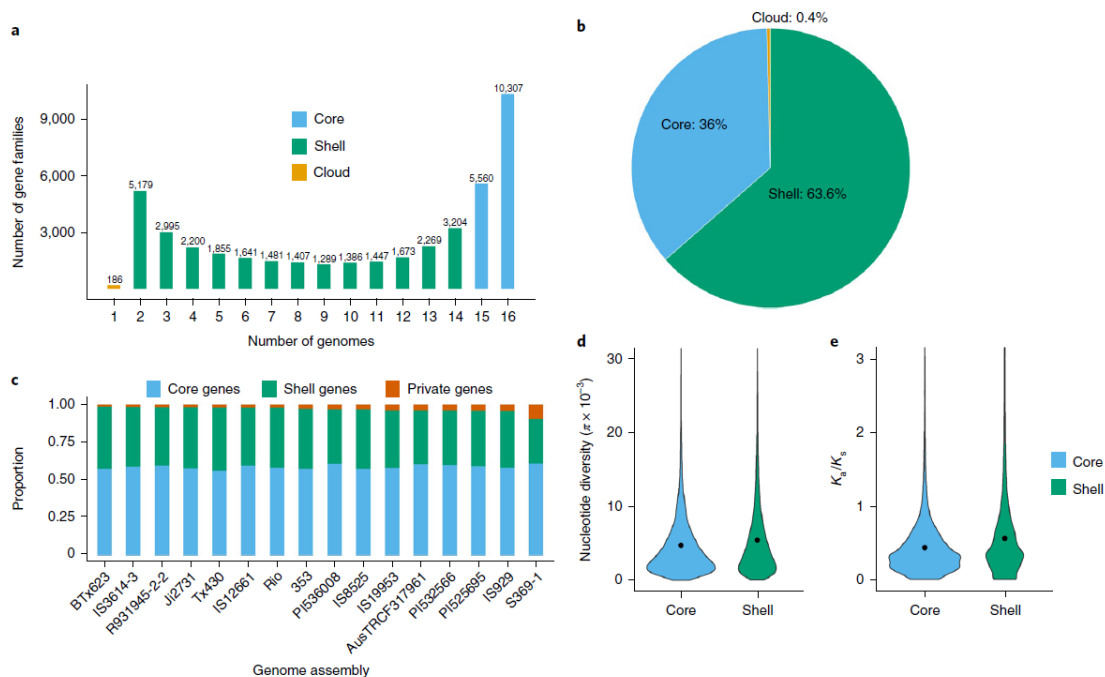 a
Number of gene families
9,000
6,000
3,000
186
5,179
2,995
2,200
1,855
1,641
1,481
1,407
1,289
1,386
1,447
1,673
2,269
3,204
5,560
10,307
Core
Shell
Cloud
1 2 3 4 5 6 7 8 9 10 11 12 13 14 15 16
Number of genomes
b
Cloud: 0.4%
Core: 36%
Shell: 63.6%
c
Core genes Shell genes Private genes
Proportion
1.00
0.75
0.50
0.25
0
BTx623
IS3614-3
R931945-2-2
JI2731
Tx430
IS12661
Rio
353
PI536008
IS8525
IS19953
AusTRCF317961
PI532566
PI525695
IS929
S369-1
Genome assembly
d
Nucleotide diversity (π × 10⁻³)
30
20
10
0
Core Shell
e
Kₐ/Kₛ
3
2
1
0
Core Shell
Core
Shell